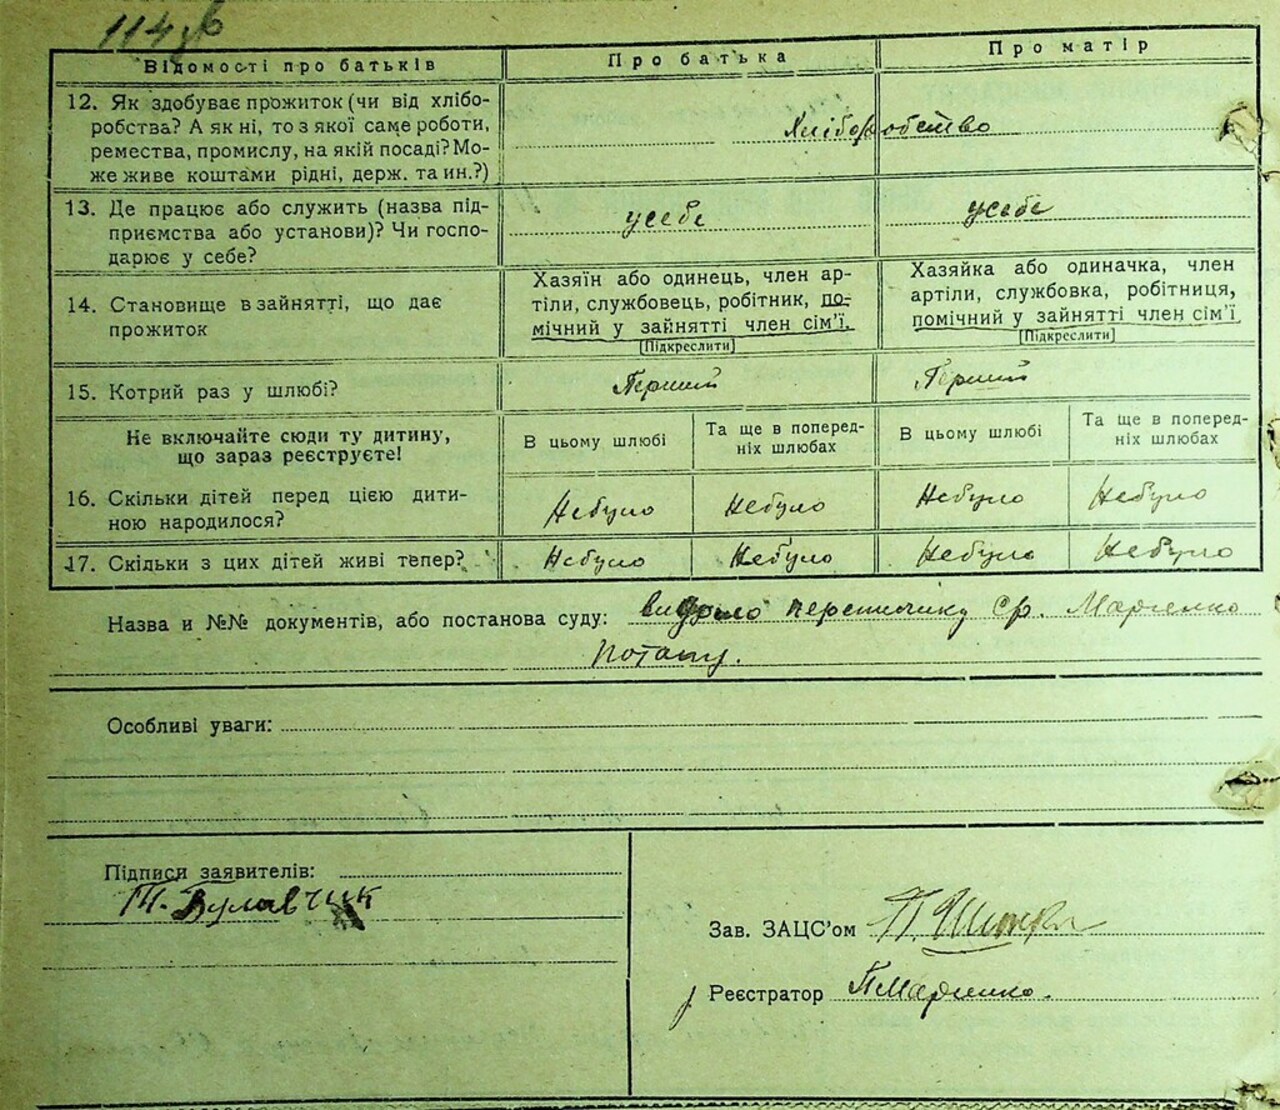 114 зв
Відомості про батьків
Про батька
Про матір
12. Як здобуває прожиток (чи від хлібо-
робства? А як ні, то з якої саме роботи,
ремества, промислу, на якій посаді? Мо-
же живе коштами рідні, держ. та ин.?)
Хліборобство
13. Де працює або служить (назва під-
приємства або установи)? Чи госпо-
дарює у себе?
усебе
усебе
14. Становище в зайнятті, що дає
прожиток
Хазяїн або одинець, член ар-
тіли, службовець, робітник, по-
мічний у зайнятті член сім’ї.
[Підкреслити]
Хазяйка або одиначка, член
артіли, службовка, робітниця,
помічний у зайнятті член сім’ї.
[Підкреслити]
15. Котрий раз у шлюбі?
Перший
Перший
Не включайте сюди ту дитину,
що зараз реєструєте!
В цьому шлюбі
Та ще в поперед-
ніх шлюбах
В цьому шлюбі
Та ще в поперед-
ніх шлюбах
16. Скільки дітей перед цією дити-
ною народилося?
Небуло
Небуло
Небуло
Небуло
17. Скільки з цих дітей живі тепер?
Небуло
Небуло
Небуло
Небуло
Назва и №№ документів, або постанова суду:
Особливі уваги:
Підписи заявителів:
Т. Булавчик
Зав. ЗАЦС’ом
Реєстратор ПМарченко.